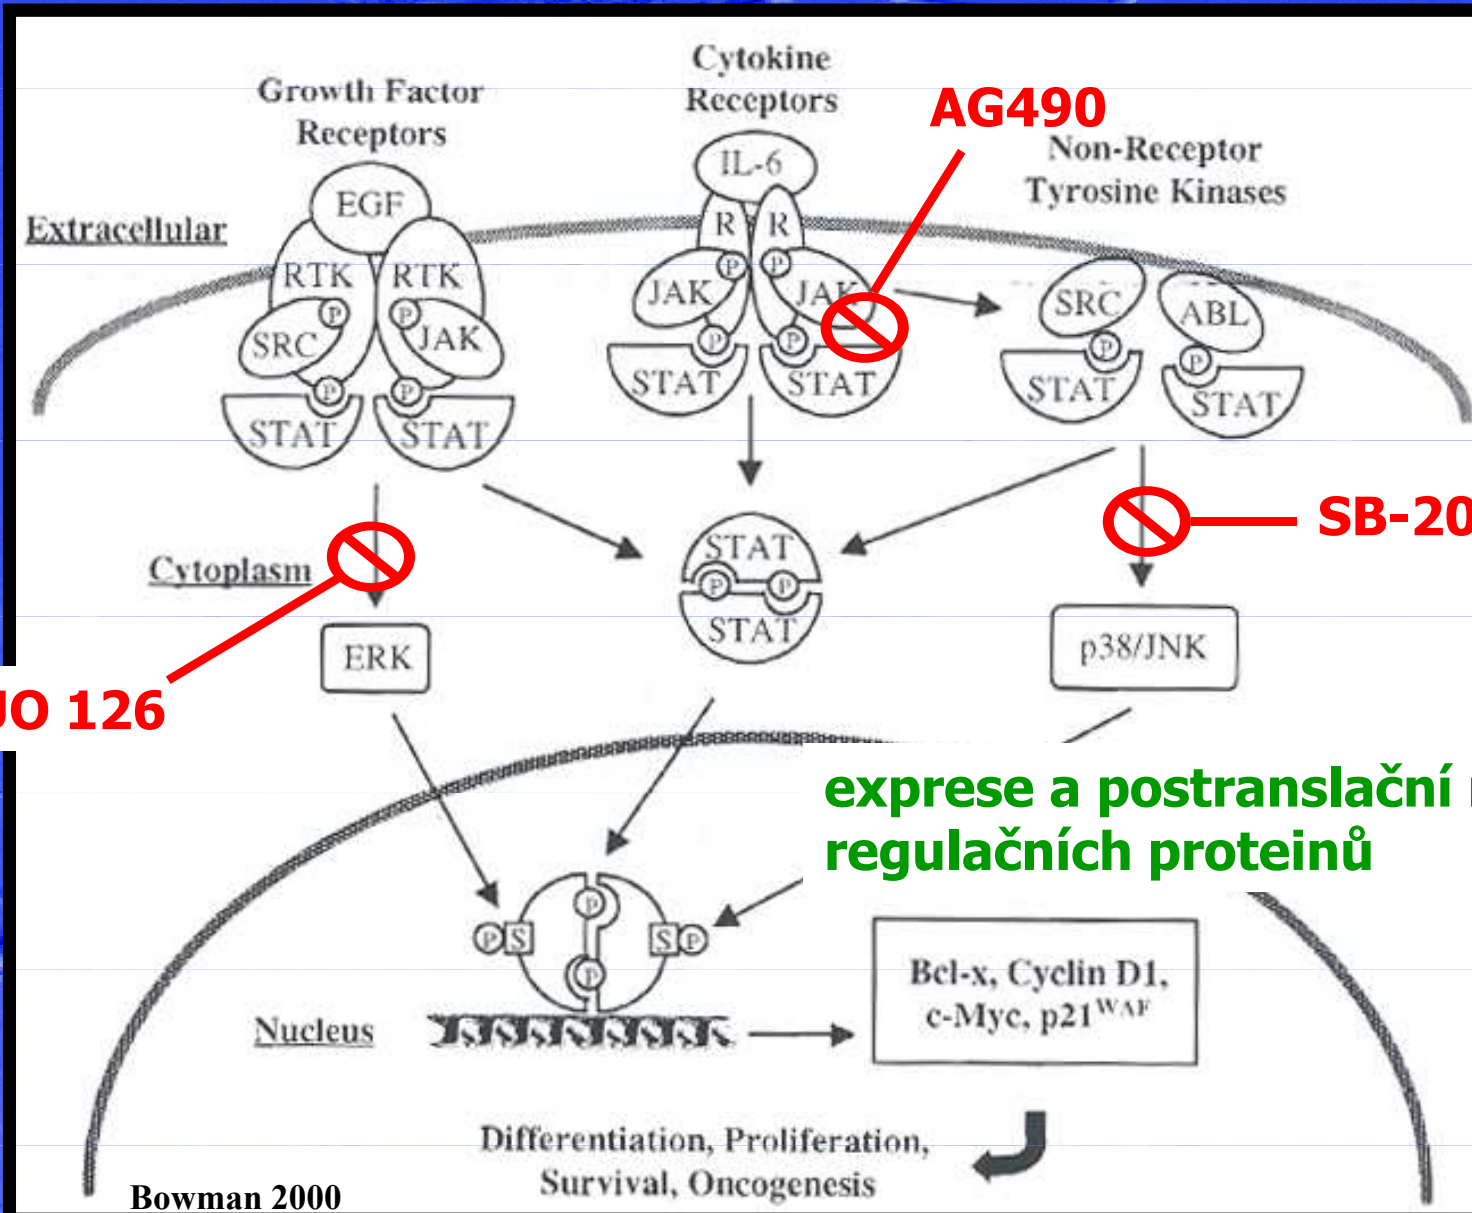 Growth Factor
Receptors
Cytokine
Receptors
AG490
Non-Receptor
Tyrosine Kinases
Extracellular
EGF
IL-6
R R
RTK RTK
P P
JAK JAK
SRC ABL
P P
SRC JAK
P P
STAT STAT
P P
STAT STAT
P P
STAT STAT
SB-20
Cytoplasm
STAT
P P
STAT
ERK
p38/JNK
JO 126
exprese a postranslační
regulačních proteinů
P S
P
P
S P
Nucleus
Bcl-x, Cyclin D1,
c-Myc, p21WAF
Differentiation, Proliferation,
Survival, Oncogenesis
Bowman 2000